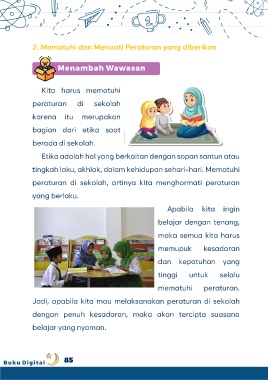 2. Mematuhi dan Menaati Peraturan yang diberikan
Menambah Wawasan
Kita harus mematuhi
peraturan di sekolah
karena itu merupakan
bagian dari etika saat
berada di sekolah.
Etika adalah hal yang berkaitan dengan sopan santun atau
tingkah laku, akhlak, dalam kehidupan sehari-hari. Mematuhi
peraturan di sekolah, artinya kita menghormati peraturan
yang berlaku.
Apabila kita ingin
belajar dengan tenang,
maka semua kita harus
memupuk kesadaran
dan kepatuhan yang
tinggi untuk selalu
mematuhi peraturan.
Jadi, apabila kita mau melaksanakan peraturan di sekolah
dengan penuh kesadaran, maka akan tercipta suasana
belajar yang nyaman.
Buku Digital 85